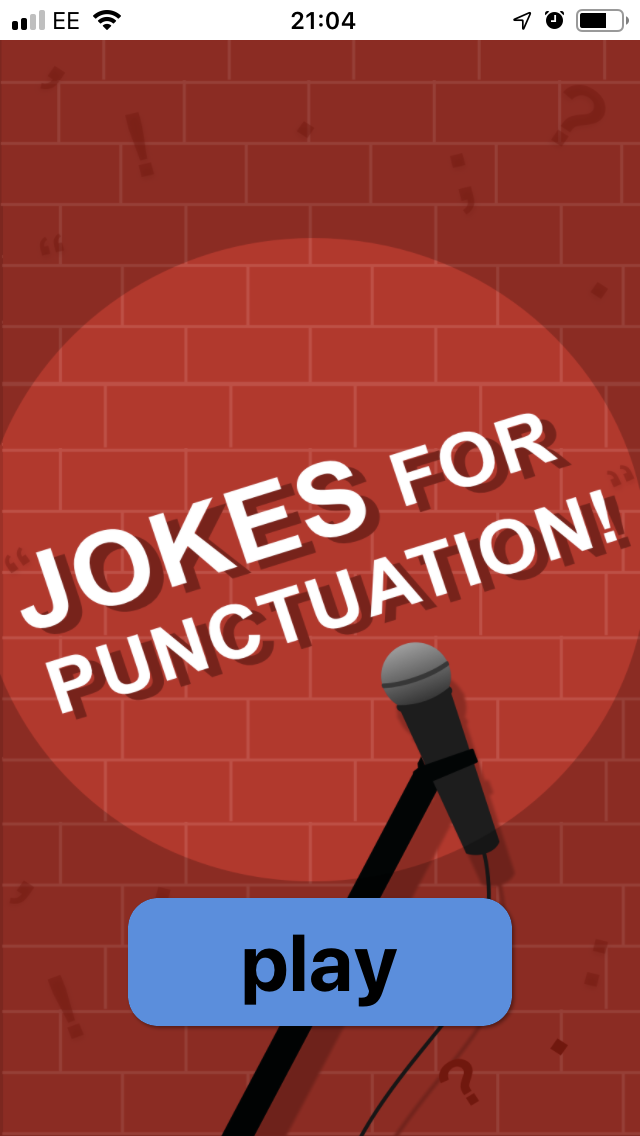 EE 21:04
JOKES FOR
PUNCTUATION!
play